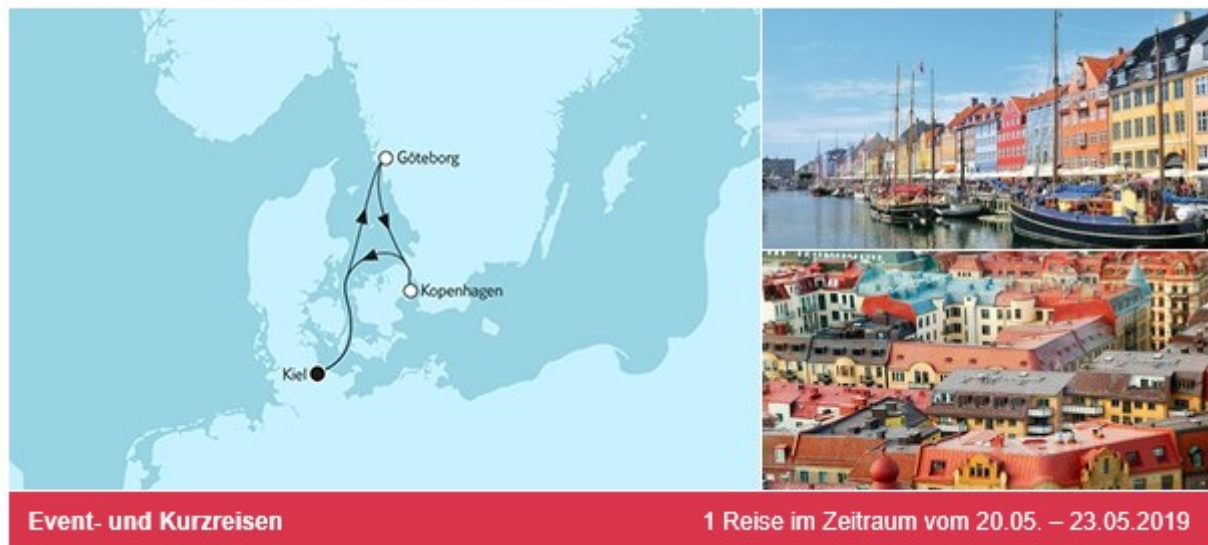 Göteborg
Kopenhagen
Kiel
Event- und Kurzreisen
1 Reise im Zeitraum vom 20.05. – 23.05.2019